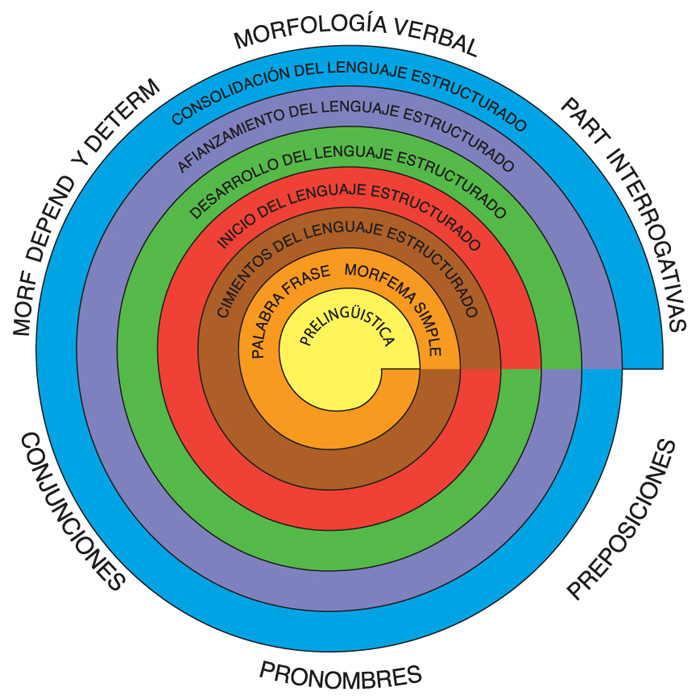 MORFOLOGÍA VERBAL
PART INTERROGATIVAS
PREPOSICIONES
PRONOMBRES
CONJUNCIONES
MORF DEPEND Y DETERM
CONSOLIDACIÓN DEL LENGUAJE ESTRUCTURADO
AFIANZAMIENTO DEL LENGUAJE ESTRUCTURADO
DESARROLLO DEL LENGUAJE ESTRUCTURADO
INICIO DEL LENGUAJE ESTRUCTURADO
CIMIENTOS DEL LENGUAJE ESTRUCTURADO
PALABRA FRASE MORFEMA SIMPLE
PRELINGÜISTICA